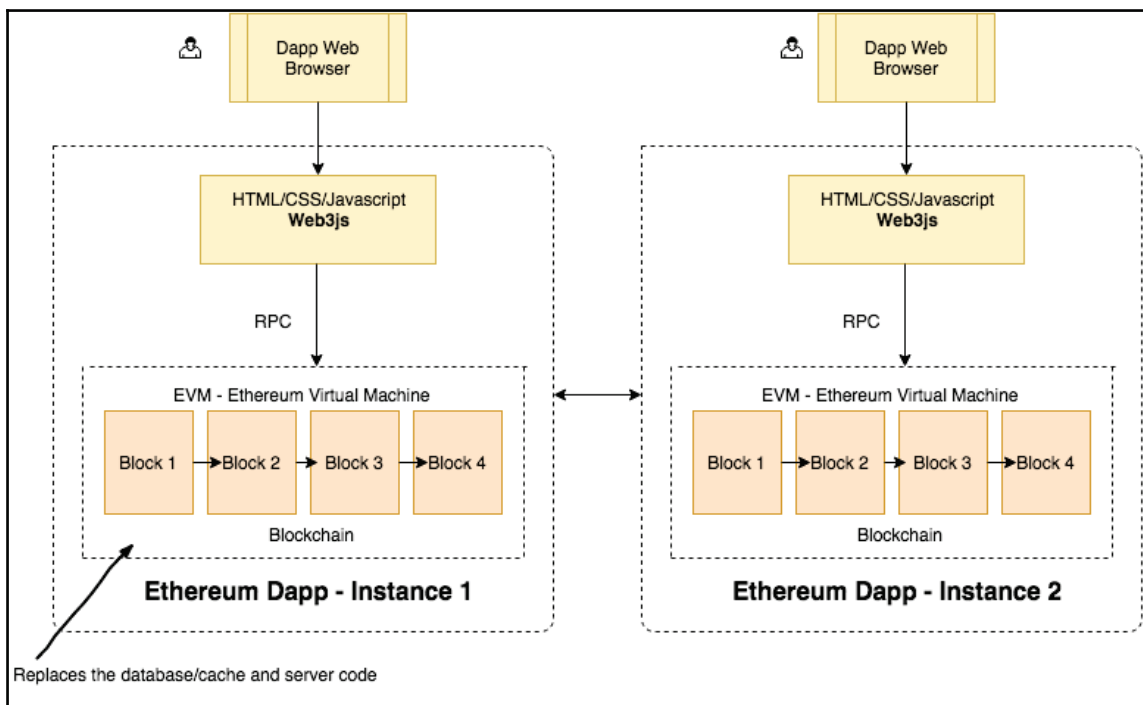 Dapp Web
Browser
HTML/CSS/Javascript
Web3js
RPC
EVM - Ethereum Virtual Machine
Block 1
Block 2
Block 3
Block 4
Blockchain
Ethereum Dapp - Instance 1
Replaces the database/cache and server code
Dapp Web
Browser
HTML/CSS/Javascript
Web3js
RPC
EVM - Ethereum Virtual Machine
Block 1
Block 2
Block 3
Block 4
Blockchain
Ethereum Dapp - Instance 2